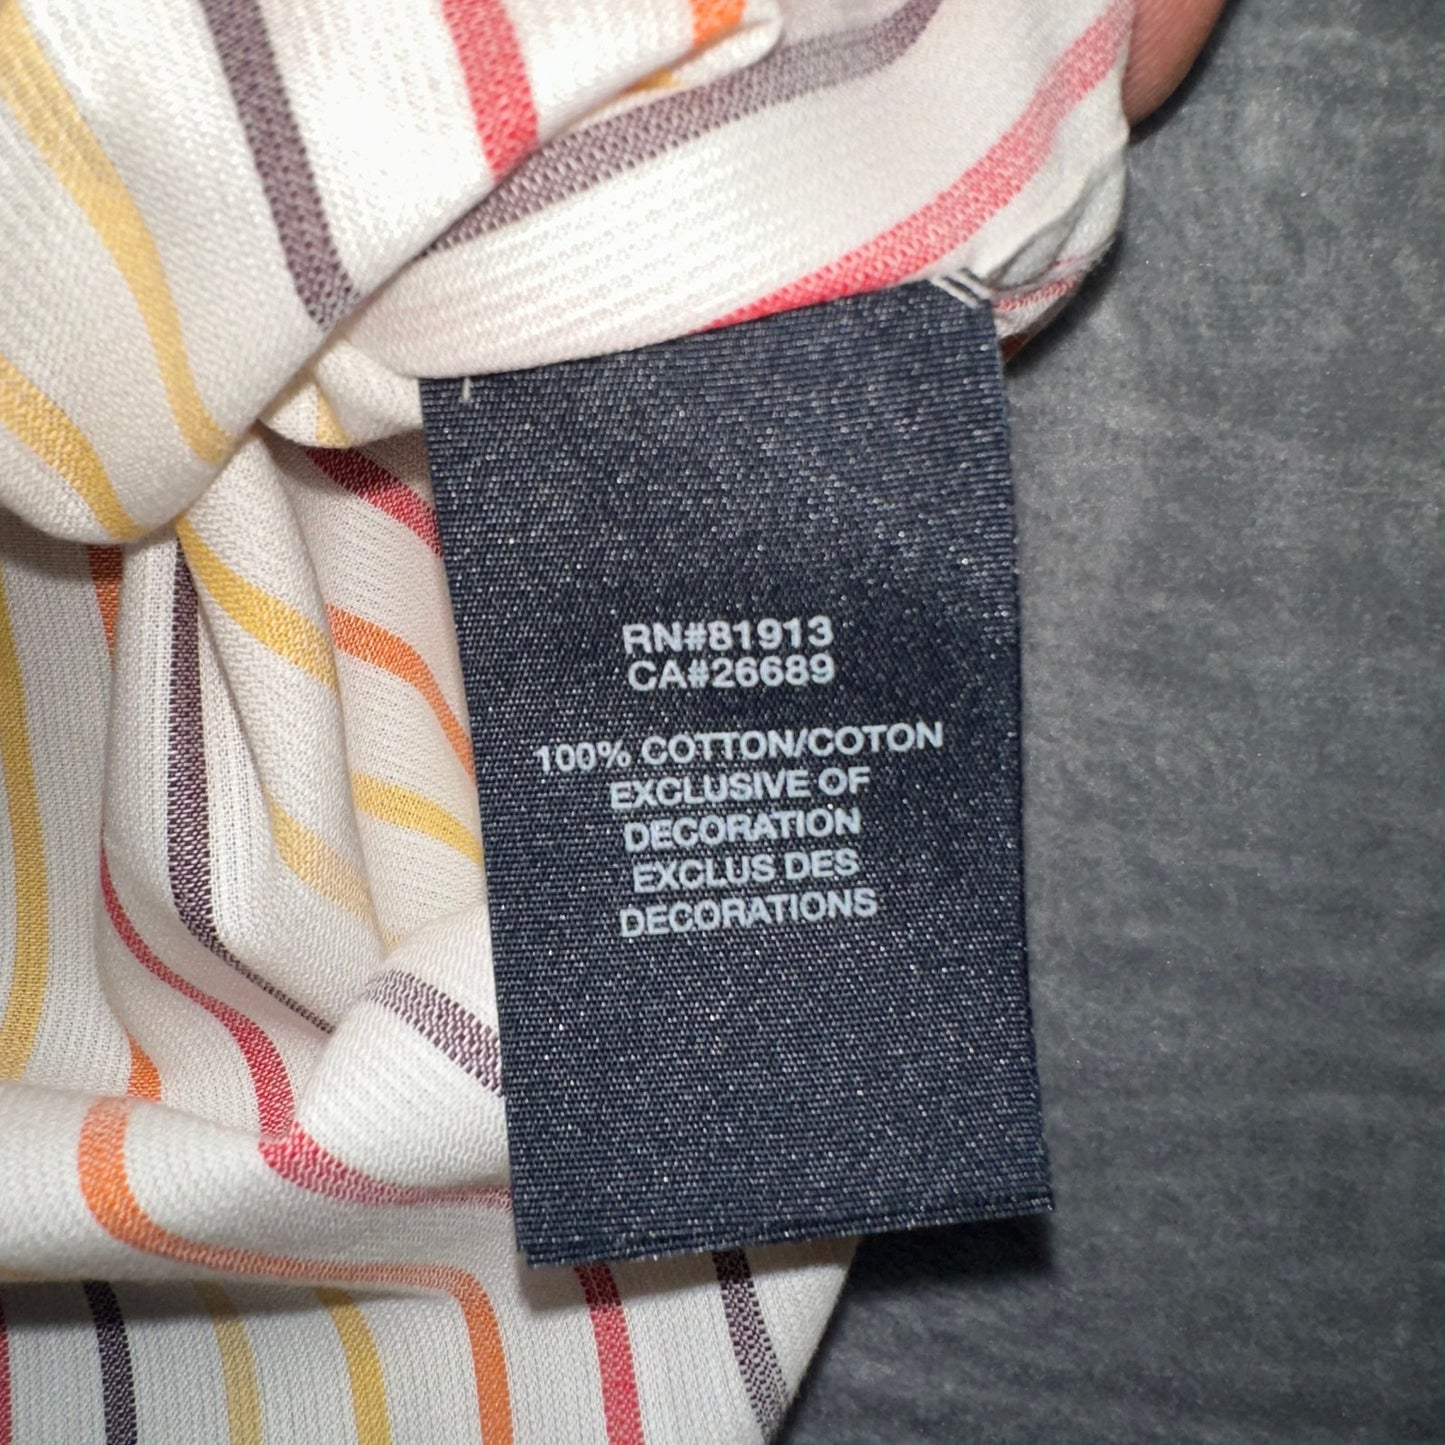 RN#81913
CA#26689
100% COTTON/COTON
EXCLUSIVE OF
DECORATION
EXCLUS DES
DECORATIONS